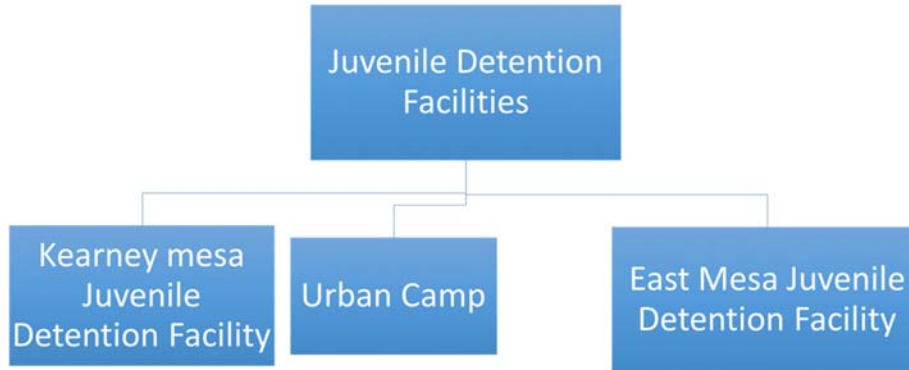 Juvenile Detention
Facilities
Kearney mesa
Juvenile
Detention Facility
Urban Camp
East Mesa Juvenile
Detention Facility